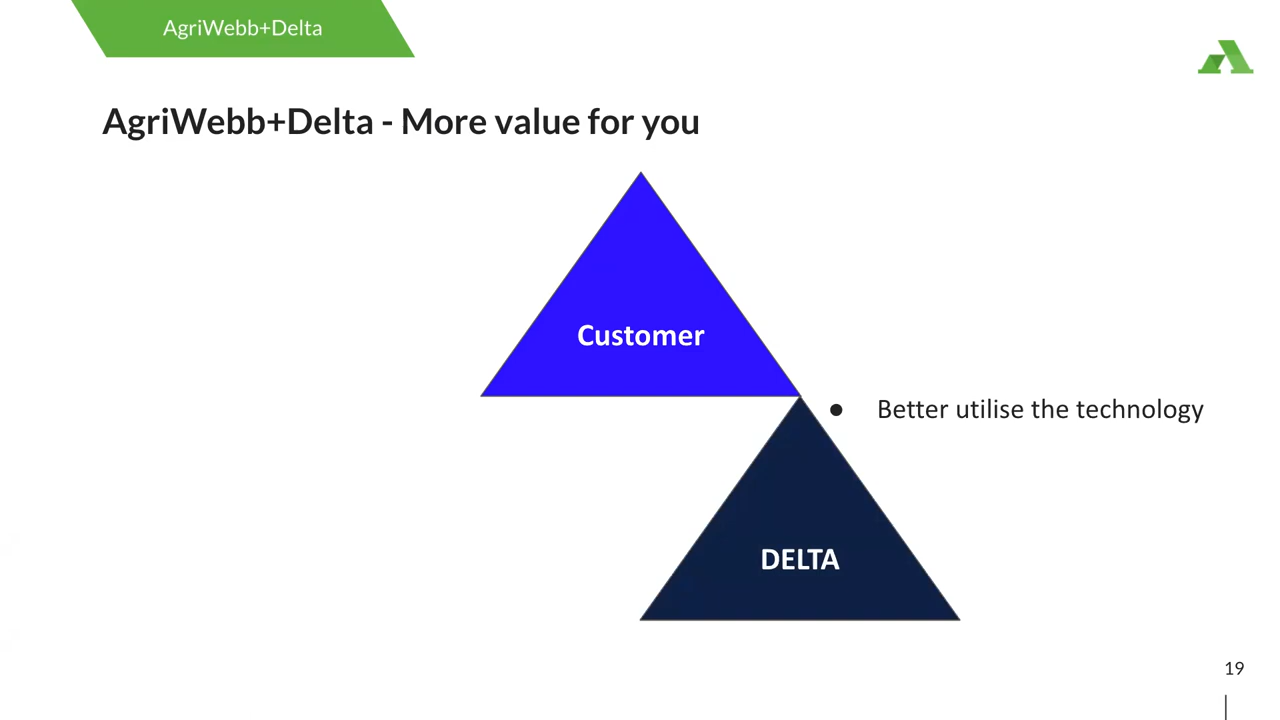 AgriWebb+Delta
AgriWebb+Delta - More value for you
Customer
● Better utilise the technology
DELTA
19